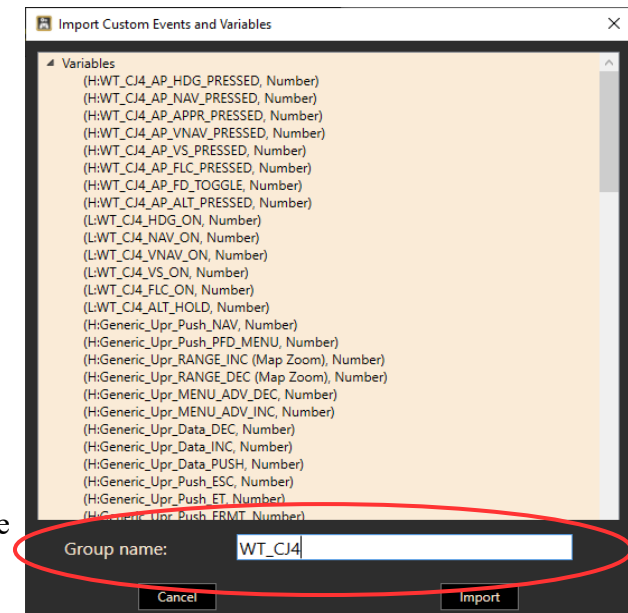 Import Custom Events and Variables
Variables
(H:WT_CJ4_AP_HDG_PRESSED, Number)
(H:WT_CJ4_AP_NAV_PRESSED, Number)
(H:WT_CJ4_AP_APPR_PRESSED, Number)
(H:WT_CJ4_AP_VNAV_PRESSED, Number)
(H:WT_CJ4_AP_VS_PRESSED, Number)
(H:WT_CJ4_AP_FLC_PRESSED, Number)
(H:WT_CJ4_AP_FD_TOGGLE, Number)
(H:WT_CJ4_AP_ALT_PRESSED, Number)
(L:WT_CJ4_HDG_ON, Number)
(L:WT_CJ4_NAV_ON, Number)
(L:WT_CJ4_VNAV_ON, Number)
(L:WT_CJ4_VS_ON, Number)
(L:WT_CJ4_FLC_ON, Number)
(L:WT_CJ4_ALT_HOLD, Number)
(H:Generic_Upr_Push_NAV, Number)
(H:Generic_Upr_Push_PFD_MENU, Number)
(H:Generic_Upr_RANGE_INC (Map Zoom), Number)
(H:Generic_Upr_RANGE_DEC (Map Zoom), Number)
(H:Generic_Upr_MENU_ADV_DEC, Number)
(H:Generic_Upr_MENU_ADV_INC, Number)
(H:Generic_Upr_Data_DEC, Number)
(H:Generic_Upr_Data_INC, Number)
(H:Generic_Upr_Data_PUSH, Number)
(H:Generic_Upr_Push_ESC, Number)
(H:Generic_Upr_Push_ET, Number)
(H:Generic_Upr_Push_FRMT, Number)
e
Group name: WT_CJ4
Cancel Import